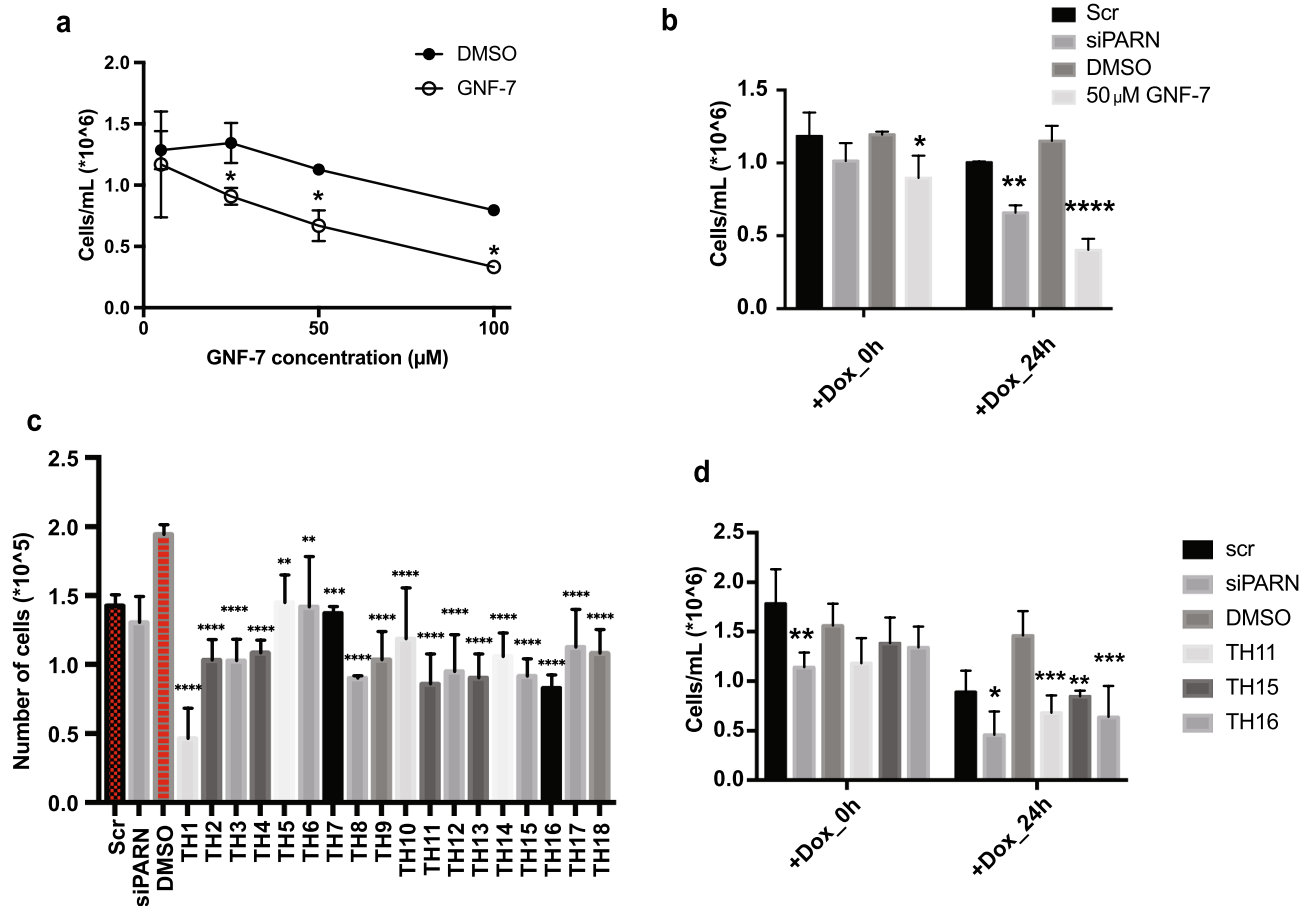 a
DMSO
GNF-7
2.0
1.5
1.0
0.5
0.0
Cells/mL (*10^6)
*
*
*
0
50
100
GNF-7 concentration (µM)
b
Scr
siPARN
DMSO
50 µM GNF-7
1.5
1.0
0.5
0.0
Cells/mL (*10^6)
*
**
****
+Dox_0h
+Dox_24h
c
2.5
2.0
1.5
1.0
0.5
0.0
Number of cells (*10^5)
****
****
****
****
**
**
***
****
****
****
****
****
****
****
****
****
****
****
Scr
siPARN
DMSO
TH1
TH2
TH3
TH4
TH5
TH6
TH7
TH8
TH9
TH10
TH11
TH12
TH13
TH14
TH15
TH16
TH17
TH18
d
2.5
2.0
1.5
1.0
0.5
0.0
Cells/mL (*10^6)
**
*
***
**
***
+Dox_0h
+Dox_24h
scr
siPARN
DMSO
TH11
TH15
TH16